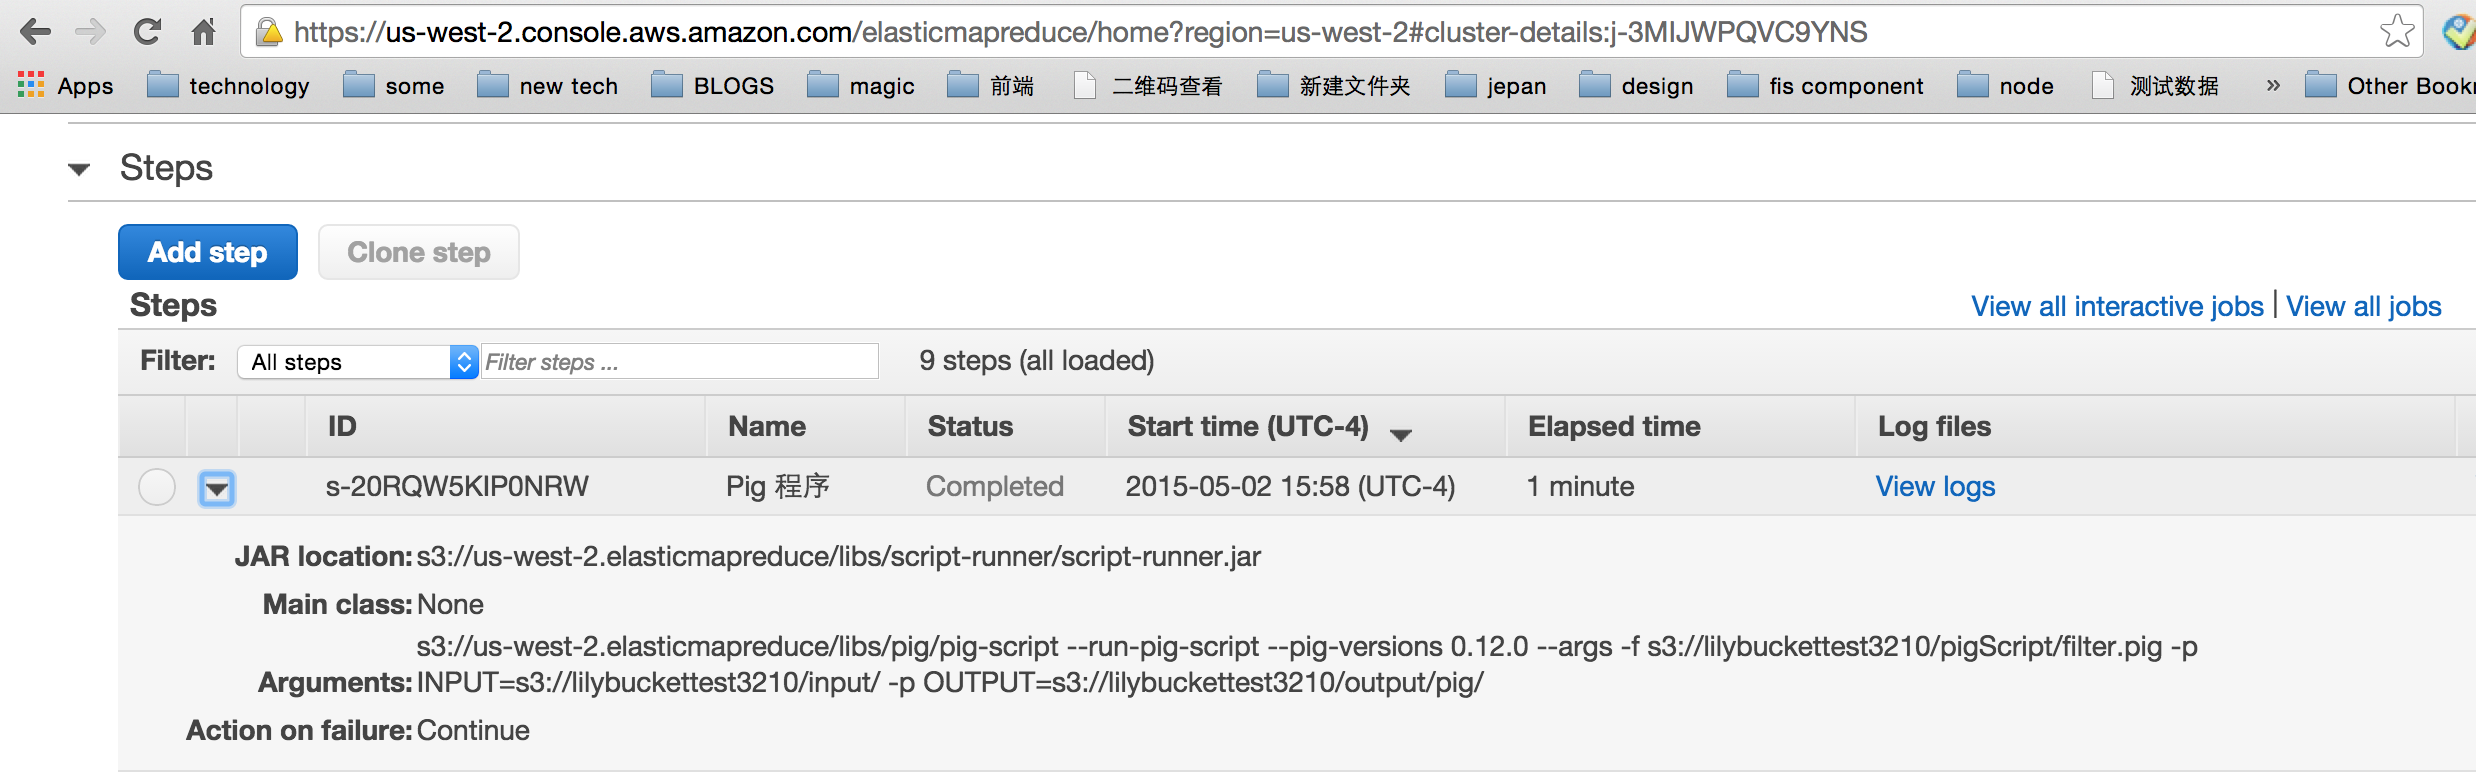 https://us-west-2.console.aws.amazon.com/elasticmapreduce/home?region=us-west-2#cluster-details:j-3MIJWPQVC9YNS
Apps technology some new tech BLOGS magic 前端 二维码查看 新建文件夹 jepan design fis component node 测试数据 » Other Bookr
Steps
Add step Clone step
Steps View all interactive jobs | View all jobs
Filter: All steps Filter steps ... 9 steps (all loaded)
ID Name Status Start time (UTC-4) Elapsed time Log files
s-20RQW5KIP0NRW Pig 程序 Completed 2015-05-02 15:58 (UTC-4) 1 minute View logs
JAR location: s3://us-west-2.elasticmapreduce/libs/script-runner/script-runner.jar
Main class: None
s3://us-west-2.elasticmapreduce/libs/pig/pig-script --run-pig-script --pig-versions 0.12.0 --args -f s3://lilybuckettest3210/pigScript/filter.pig -p
Arguments: INPUT=s3://lilybuckettest3210/input/ -p OUTPUT=s3://lilybuckettest3210/output/pig/
Action on failure: Continue